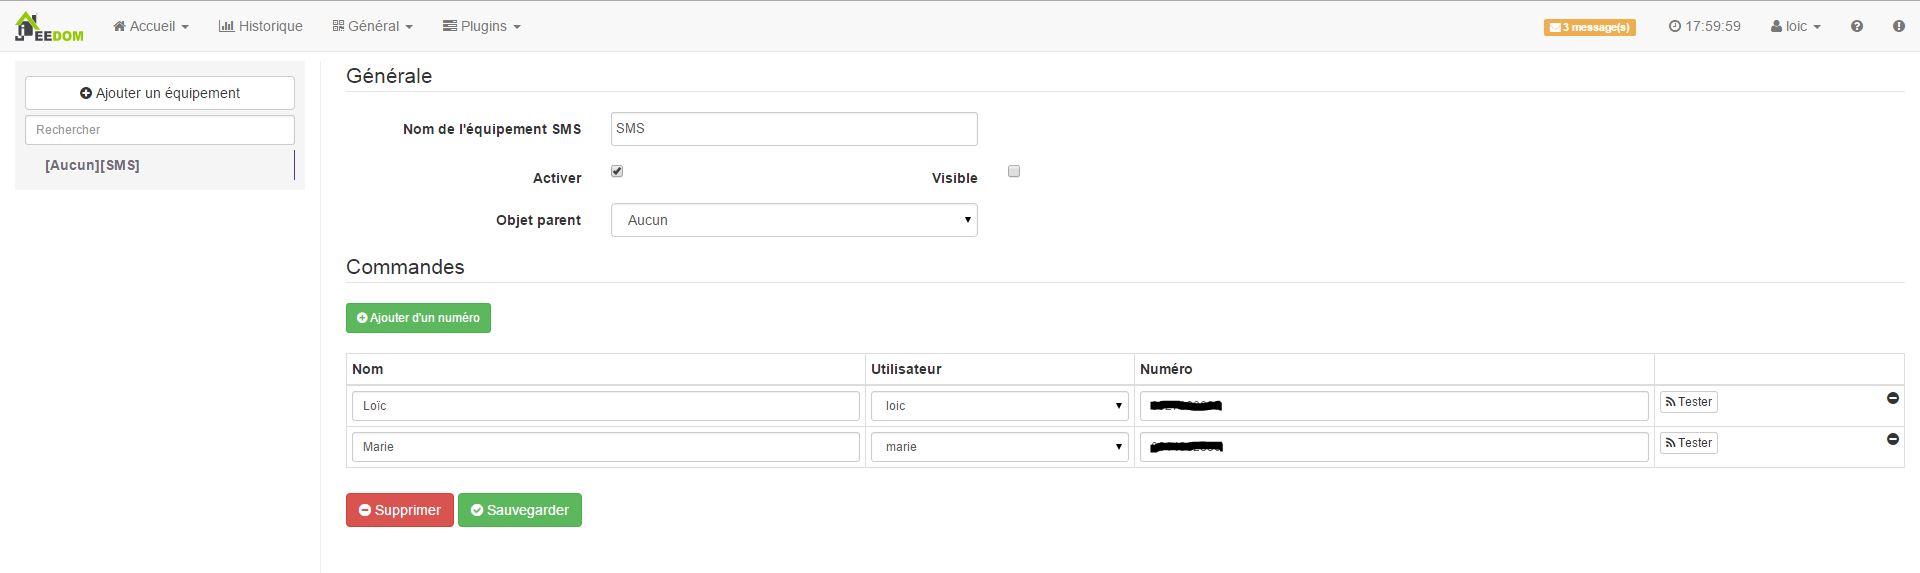 JEEDOM Accueil Historique Général Plugins 3 message(s) 17:59:59 loic
Ajouter un équipement
Rechercher
[Aucun][SMS]
Générale
Nom de l'équipement SMS SMS
Activer Visible
Objet parent Aucun
Commandes
Ajouter d'un numéro
Nom Utilisateur Numéro
Loïc loic Tester
Marie marie Tester
Supprimer Sauvegarder